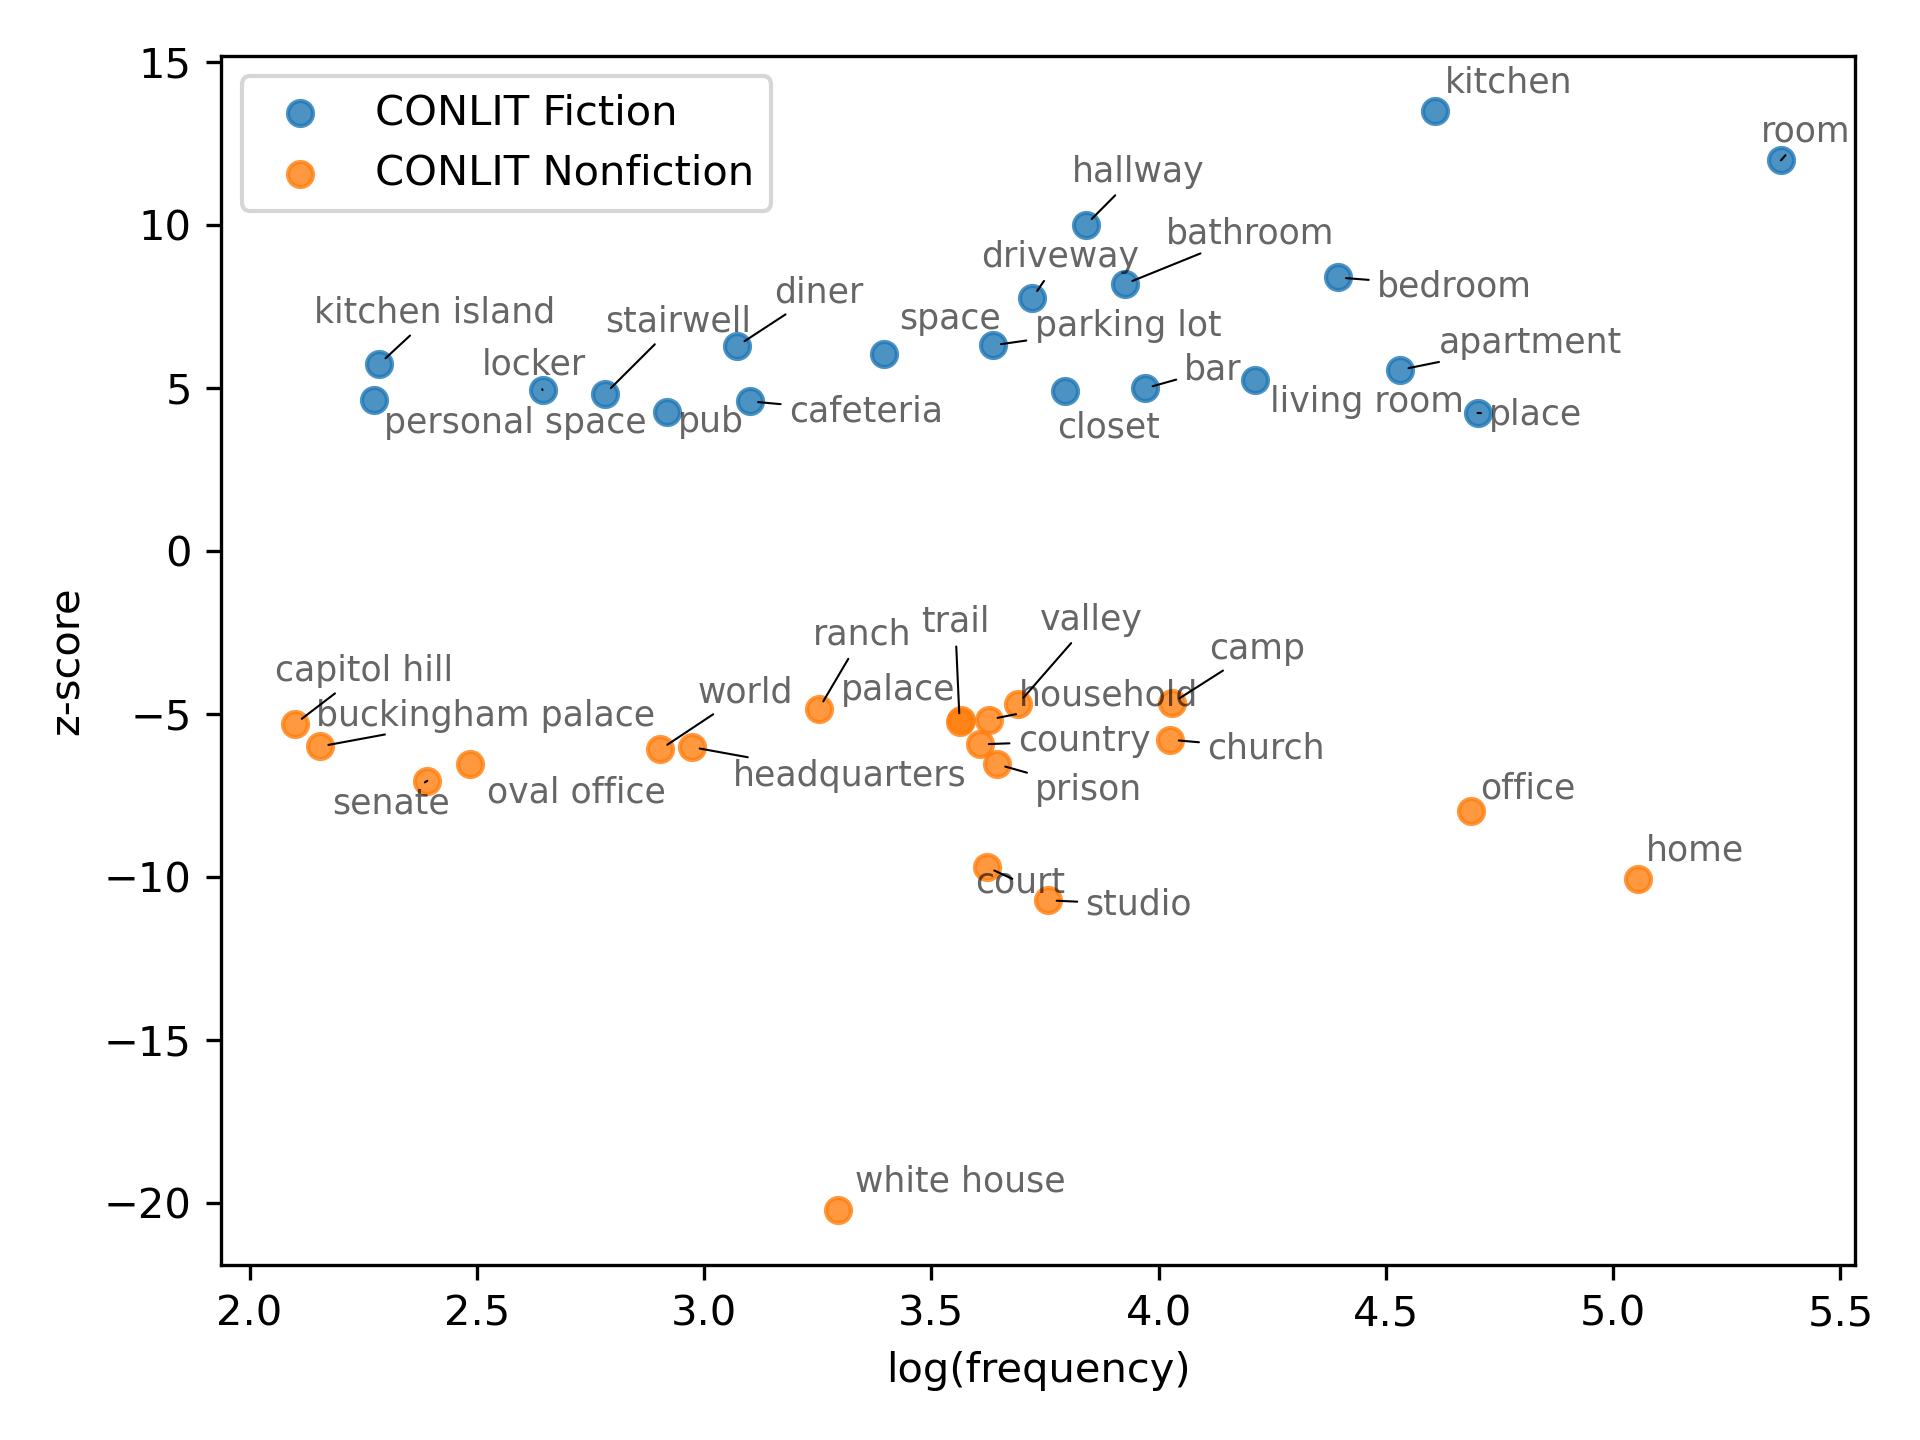 15
10
5
0
−5
−10
−15
−20
z-score
CONLIT Fiction
CONLIT Nonfiction
kitchen
room
hallway
bathroom
driveway
bedroom
diner
kitchen island
stairwell
space
parking lot
apartment
locker
bar
living room
place
personal space
pub
cafeteria
closet
ranch
trail
valley
camp
capitol hill
world
palace
household
buckingham palace
country
church
headquarters
prison
senate
oval office
office
home
court
studio
white house
2.0
2.5
3.0
3.5
4.0
4.5
5.0
5.5
log(frequency)